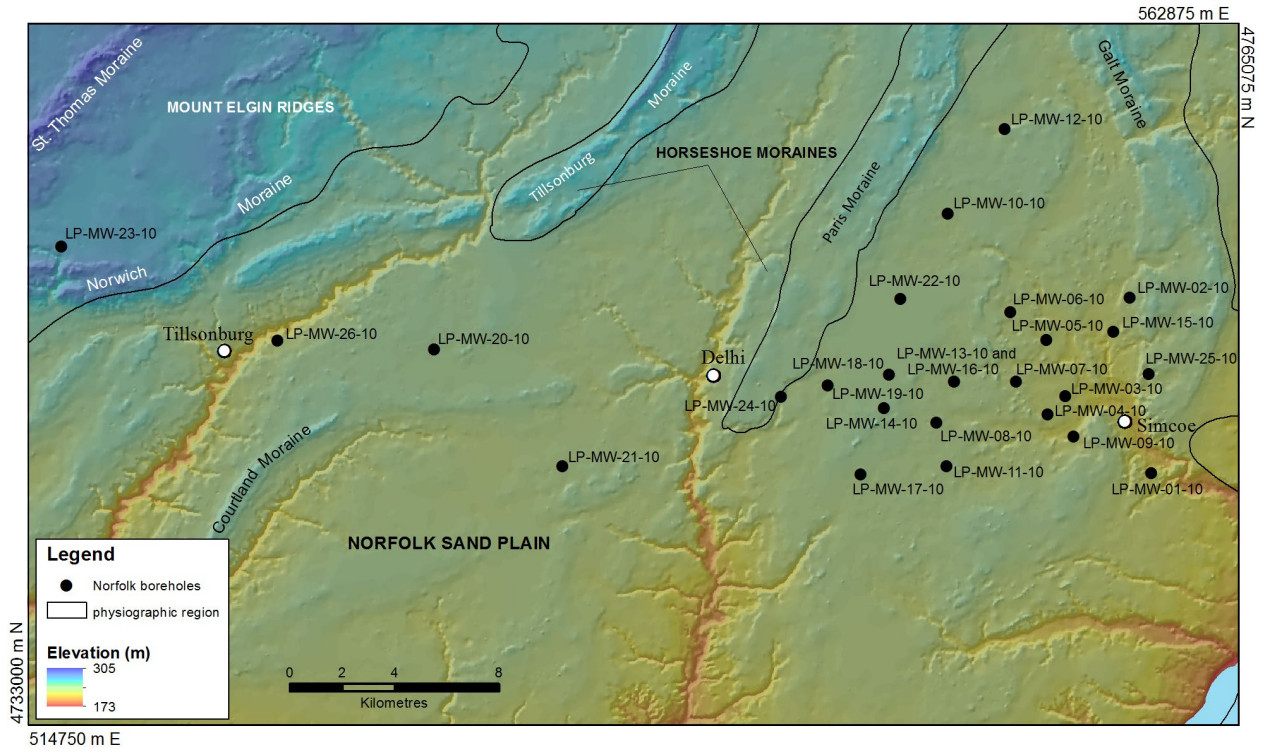 562875 m E
4765075 m N
St. Thomas Moraine
MOUNT ELGIN RIDGES
Moraine
Galt Moraine
LP-MW-12-10
HORSESHOE MORAINES
Tillsonburg
Moraine
Paris Moraine
LP-MW-10-10
LP-MW-23-10
Norwich
LP-MW-22-10
LP-MW-02-10
LP-MW-06-10
LP-MW-05-10
LP-MW-15-10
Tillsonburg
LP-MW-26-10
LP-MW-20-10
Delhi
LP-MW-18-10
LP-MW-13-10 and
LP-MW-16-10
LP-MW-07-10
LP-MW-25-10
LP-MW-24-10
LP-MW-19-10
LP-MW-03-10
LP-MW-14-10
LP-MW-04-10
Simcoe
LP-MW-08-10
LP-MW-09-10
Courtland Moraine
LP-MW-21-10
LP-MW-11-10
LP-MW-17-10
LP-MW-01-10
NORFOLK SAND PLAIN
Legend
Norfolk boreholes
physiographic region
Elevation (m)
305
173
0 2 4 8
Kilometres
4733000 m N
514750 m E